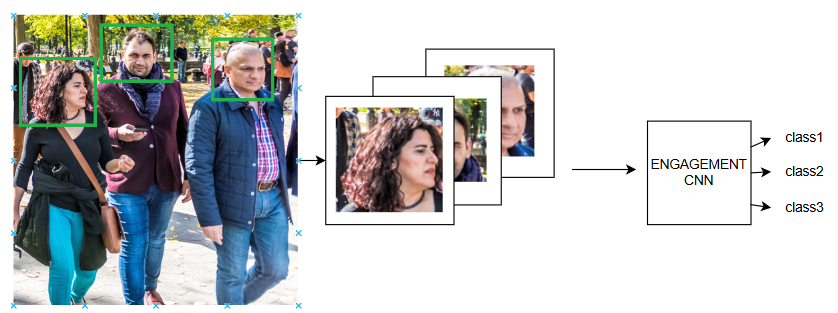 ENGAGEMENT
CNN
class1
class2
class3